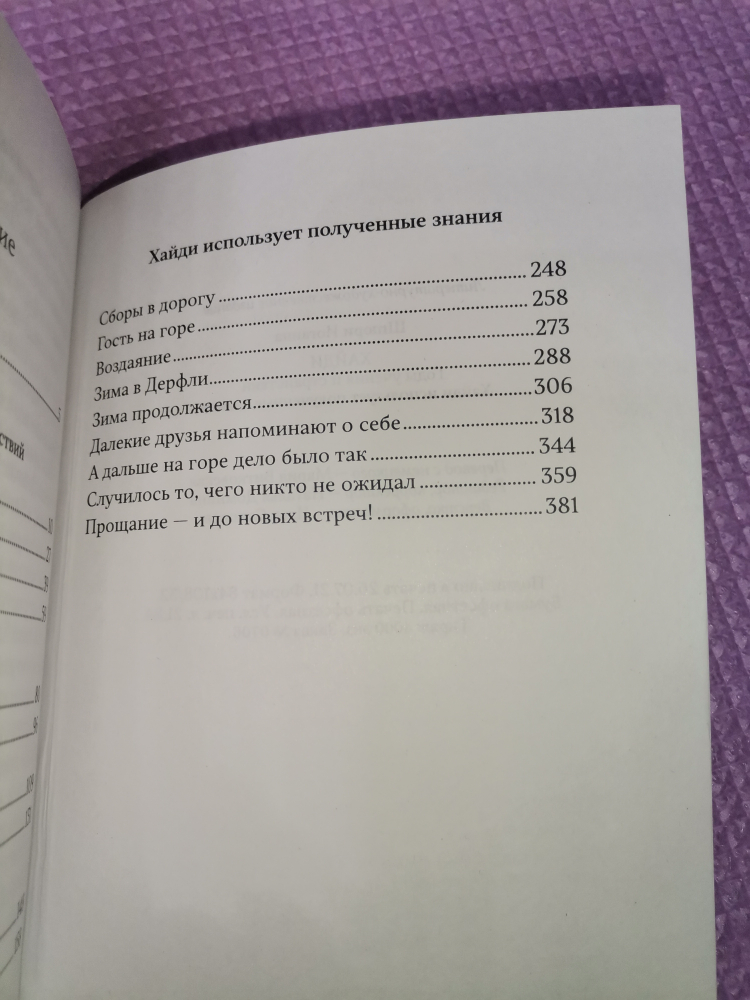 Хайди использует полученные знания
Сборы в дорогу 248
Гость на горе 258
Воздаяние 273
Зима в Дерфли 288
Зима продолжается 306
Далекие друзья напоминают о себе 318
А дальше на горе дело было так 344
Случилось то, чего никто не ожидал 359
Прощание — и до новых встреч! 381